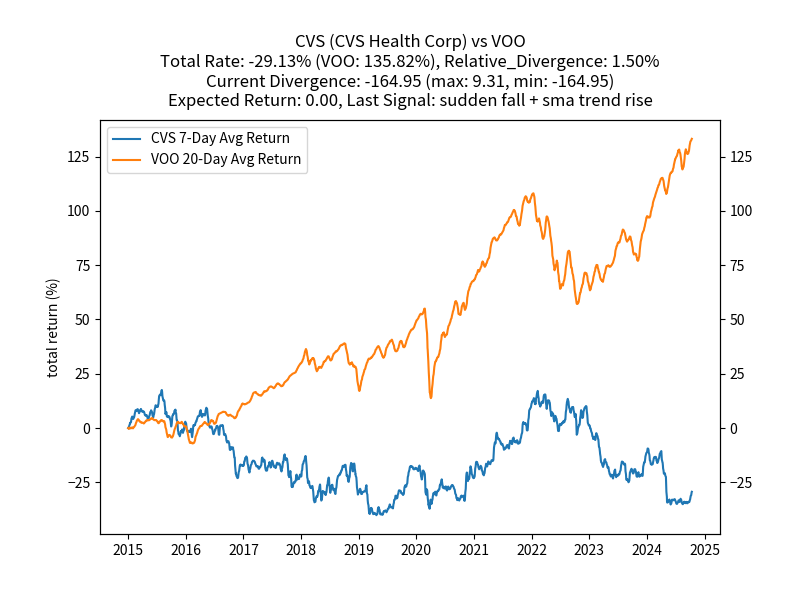 CVS (CVS Health Corp) vs VOO
Total Rate: -29.13% (VOO: 135.82%), Relative_Divergence: 1.50%
Current Divergence: -164.95 (max: 9.31, min: -164.95)
Expected Return: 0.00, Last Signal: sudden fall + sma trend rise
CVS 7-Day Avg Return
VOO 20-Day Avg Return
total return (%)
125
100
75
50
25
0
−25
125
100
75
50
25
0
−25
2015 2016 2017 2018 2019 2020 2021 2022 2023 2024 2025